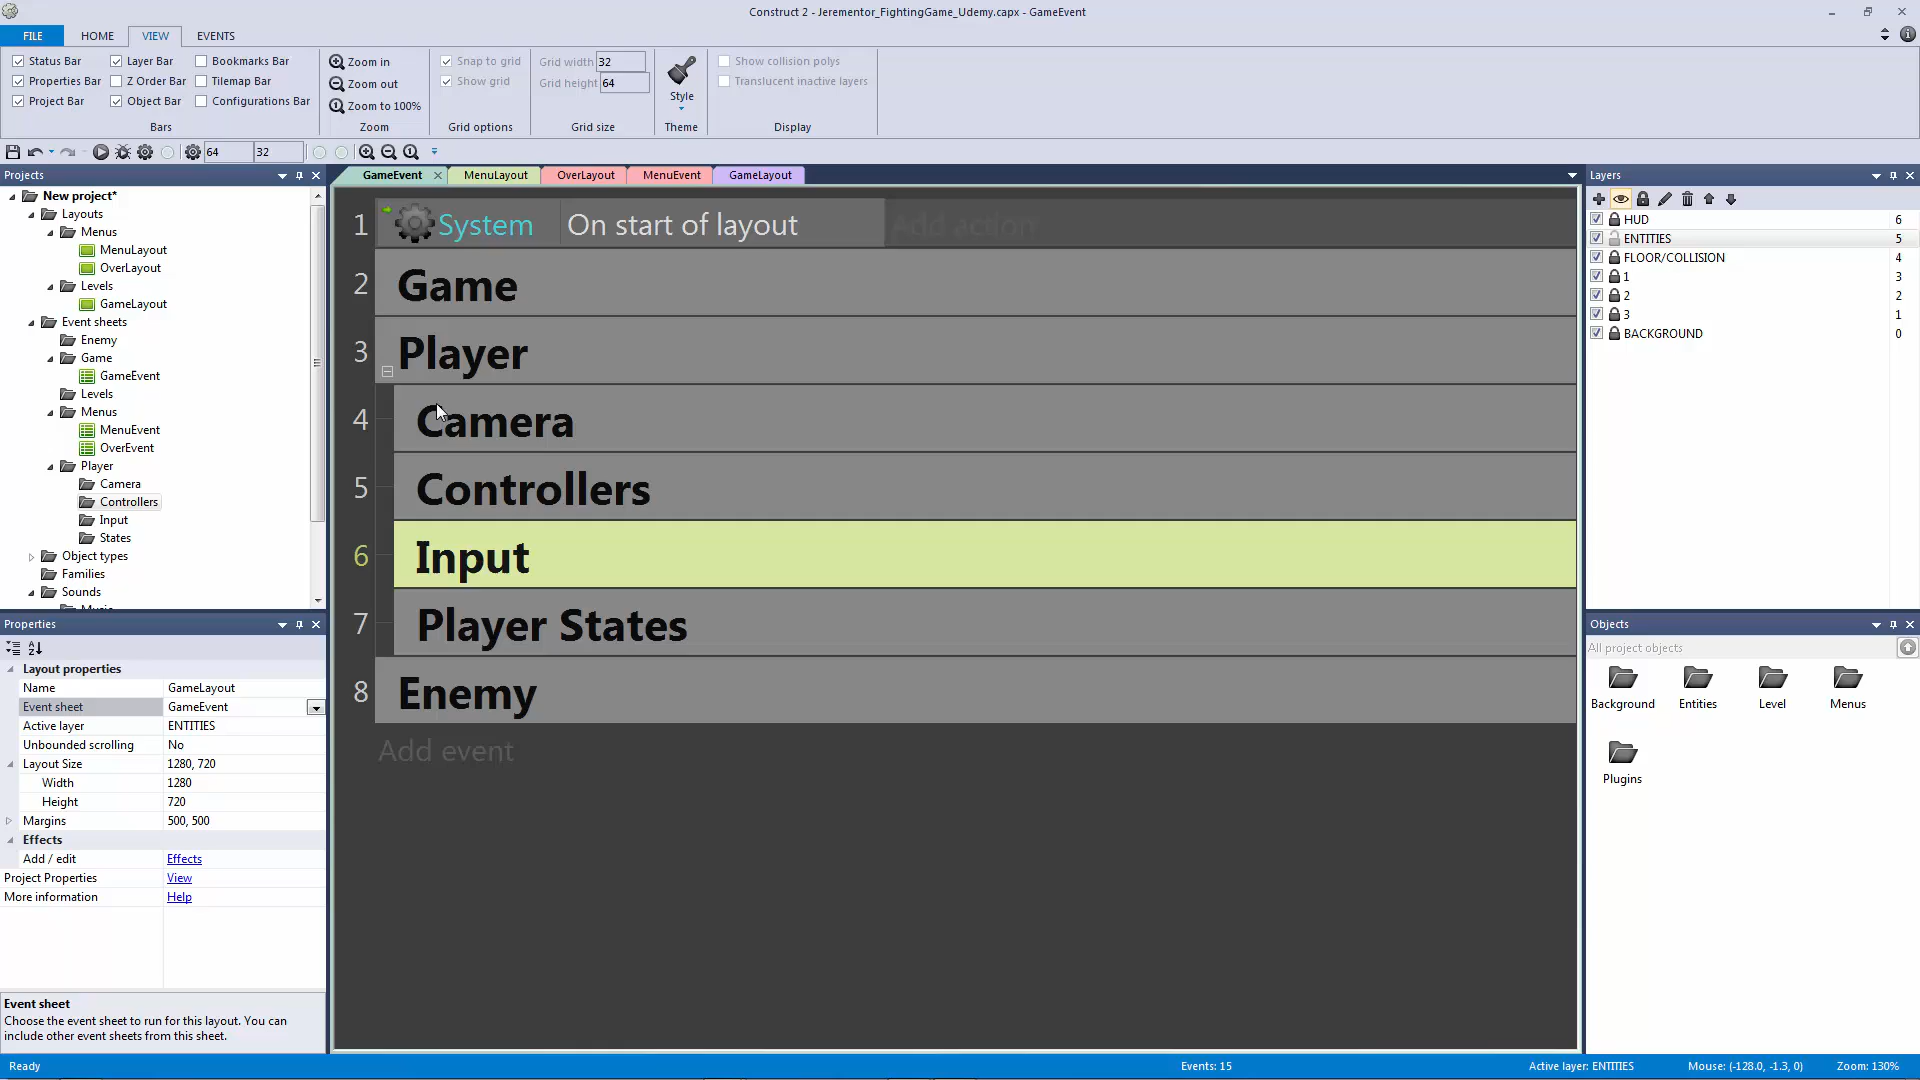 Construct 2 - Jerementor_FightingGame_Udemy.capx - GameEvent
FILE HOME VIEW EVENTS
Status Bar Layer Bar Bookmarks Bar Zoom in Snap to grid Grid width 32 Show collision polys
Properties Bar Z Order Bar Tilemap Bar Zoom out Show grid Grid height 64 Style Translucent inactive layers
Project Bar Object Bar Configurations Bar Zoom to 100%
Bars Zoom Grid options Grid size Theme Display
64 32
Projects
New project*
Layouts
Menus
MenuLayout
OverLayout
Levels
GameLayout
Event sheets
Enemy
Game
GameEvent
Levels
Menus
MenuEvent
OverEvent
Player
Camera
Controllers
Input
States
Object types
Families
Sounds
Music
Properties
Layout properties
Name GameLayout
Event sheet GameEvent
Active layer ENTITIES
Unbounded scrolling No
Layout Size 1280, 720
Width 1280
Height 720
Margins 500, 500
Effects
Add / edit Effects
Project Properties View
More information Help
Event sheet
Choose the event sheet to run for this layout. You can
include other event sheets from this sheet.
GameEvent MenuLayout OverLayout MenuEvent GameLayout
1 System On start of layout Add action
2 Game
3 Player
4 Camera
5 Controllers
6 Input
7 Player States
8 Enemy
Add event
Layers
HUD 6
ENTITIES 5
FLOOR/COLLISION 4
1 3
2 2
3 1
BACKGROUND 0
Objects
All project objects
Background Entities Level Menus
Plugins
Ready Events: 15 Active layer: ENTITIES Mouse: (-128.0, -1.3, 0) Zoom: 130%